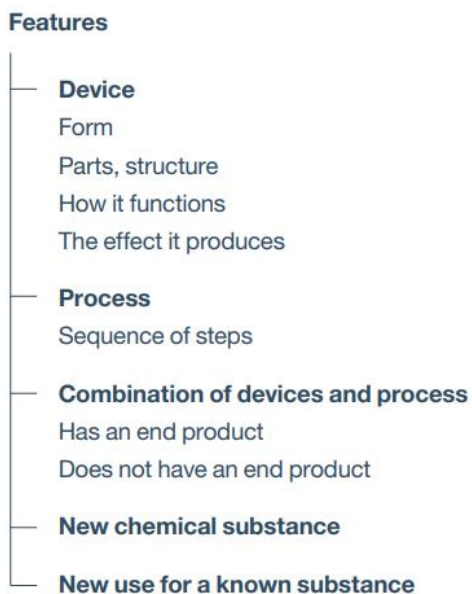 Features
Device
Form
Parts, structure
How it functions
The effect it produces
Process
Sequence of steps
Combination of devices and process
Has an end product
Does not have an end product
New chemical substance
New use for a known substance